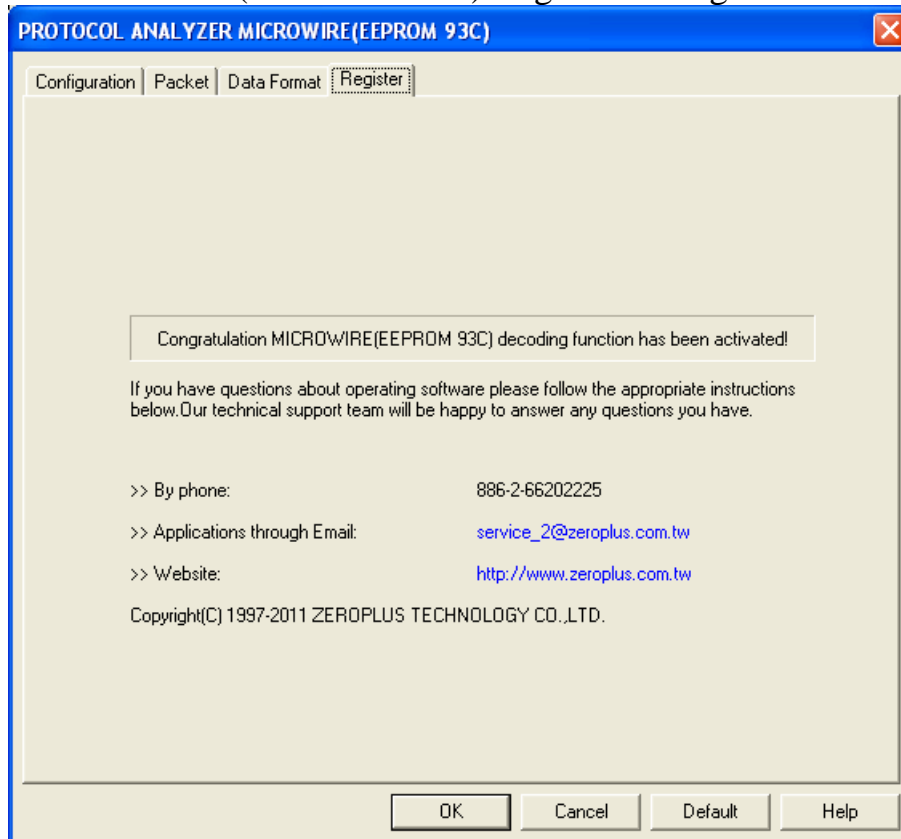 PROTOCOL ANALYZER MICROWIRE(EEPROM 93C)
Configuration Packet Data Format Register
Congratulation MICROWIRE(EEPROM 93C) decoding function has been activated!
If you have questions about operating software please follow the appropriate instructions
below.Our technical support team will be happy to answer any questions you have.
>> By phone: 886-2-66202225
>> Applications through Email: service_2@zeroplus.com.tw
>> Website: http://www.zeroplus.com.tw
Copyright(C) 1997-2011 ZEROPLUS TECHNOLOGY CO.,LTD.
OK Cancel Default Help